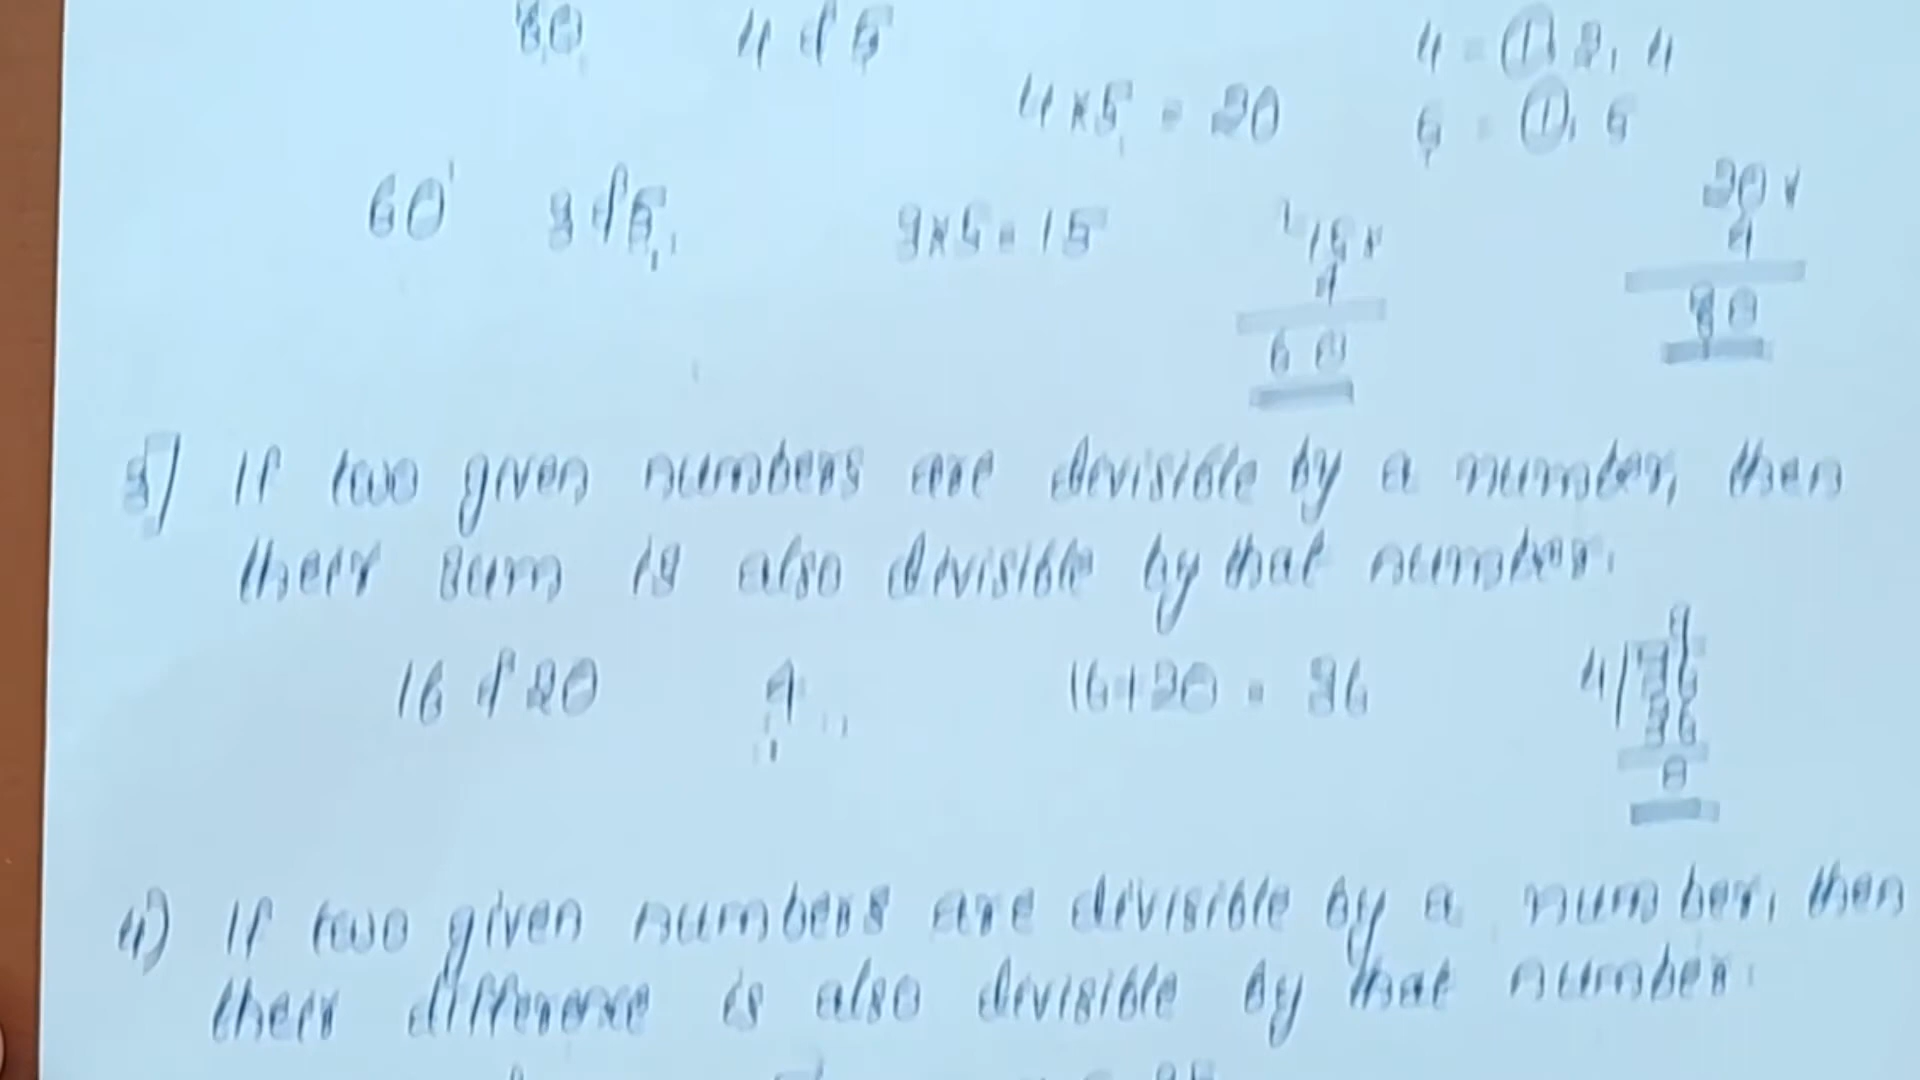 80 4 & 5 4 = 1, 2, 4
4 x 5 = 20 5 = 1, 5
60 3 & 5 3 x 5 = 15 15 x 20 x
4 4
60 80
3) If two given numbers are divisible by a number, then
their sum is also divisible by that number.
16 & 20 4 16 + 20 = 36 4)36 9
36
0
4) If two given numbers are divisible by a number, then
their difference is also divisible by that number.